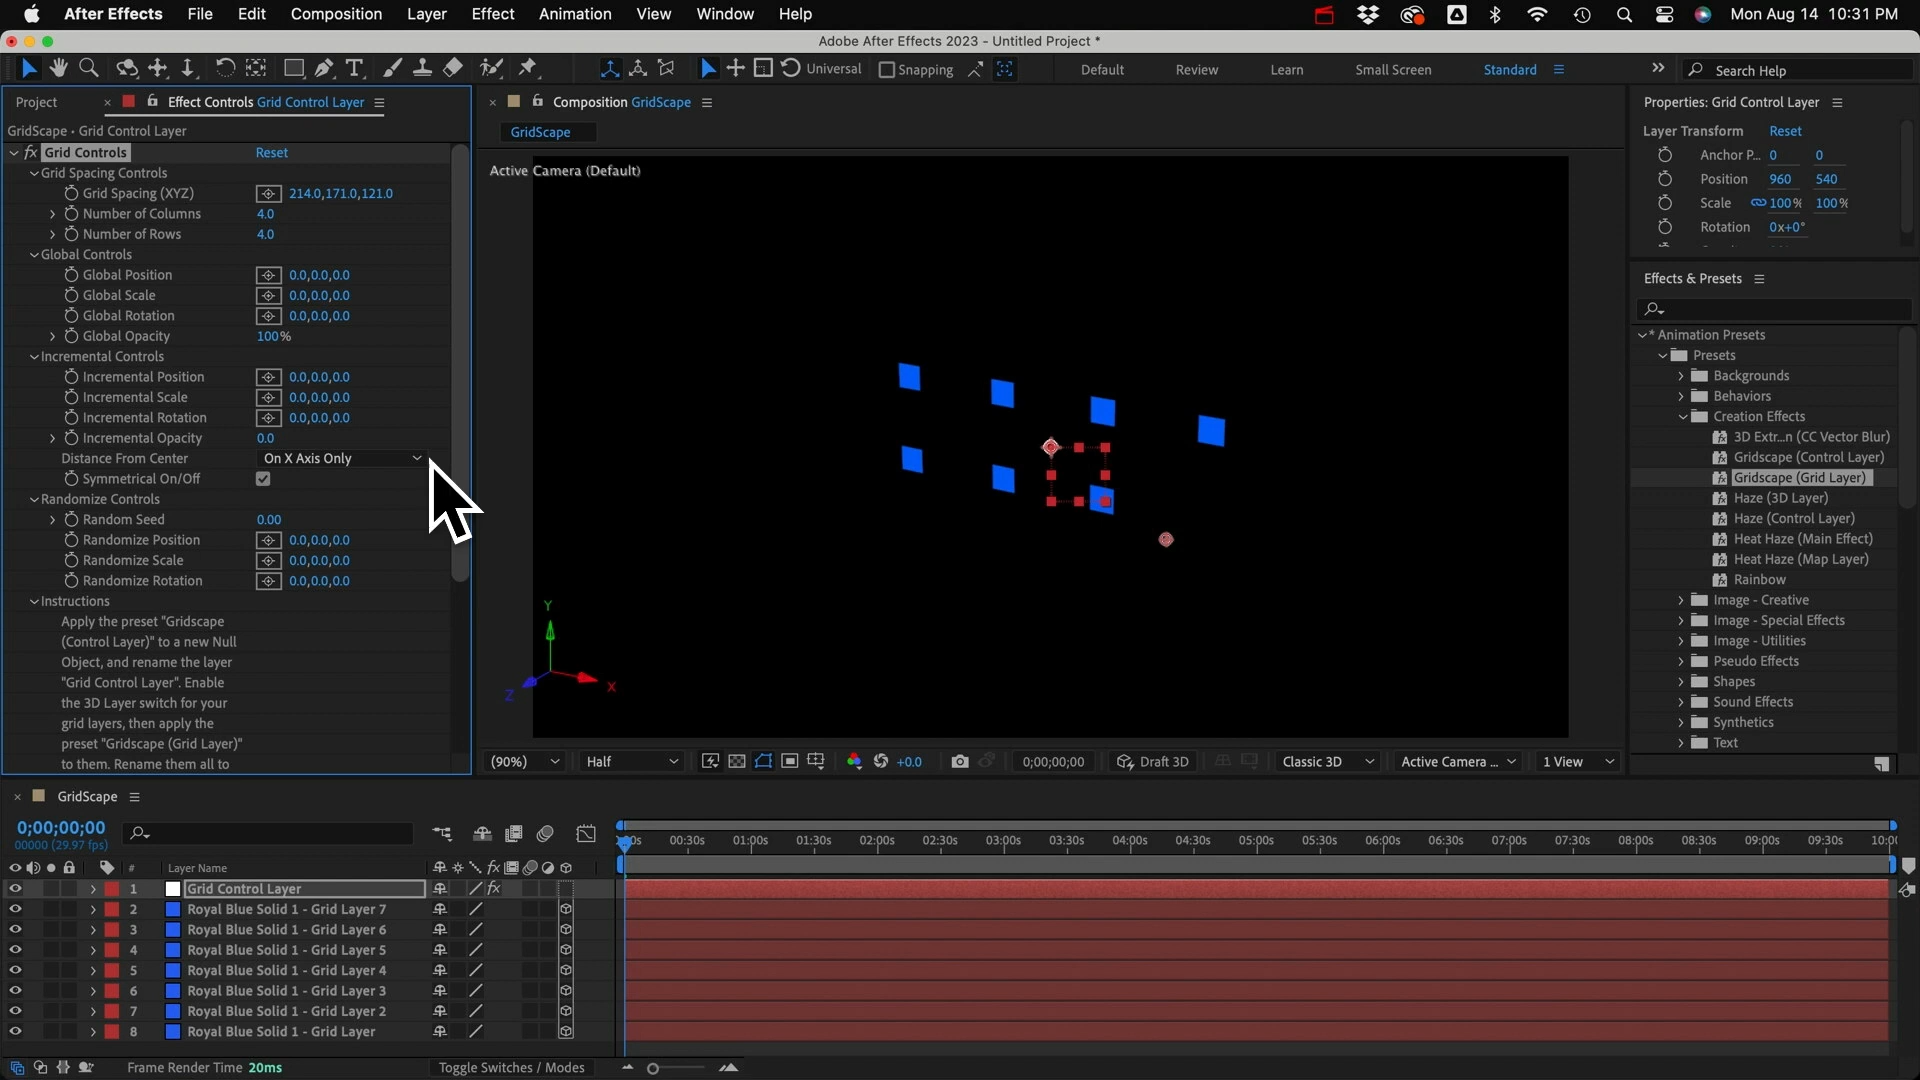 After Effects File Edit Composition Layer Effect Animation View Window Help Mon Aug 14 10:31 PM
Adobe After Effects 2023 - Untitled Project *
Universal Snapping Default Review Learn Small Screen Standard Search Help
Project Effect Controls Grid Control Layer
GridScape • Grid Control Layer
fx Grid Controls Reset
Grid Spacing Controls
Grid Spacing (XYZ) 214.0,171.0,121.0
Number of Columns 4.0
Number of Rows 4.0
Global Controls
Global Position 0.0,0.0,0.0
Global Scale 0.0,0.0,0.0
Global Rotation 0.0,0.0,0.0
Global Opacity 100%
Incremental Controls
Incremental Position 0.0,0.0,0.0
Incremental Scale 0.0,0.0,0.0
Incremental Rotation 0.0,0.0,0.0
Incremental Opacity 0.0
Distance From Center On X Axis Only
Symmetrical On/Off
Randomize Controls
Random Seed 0.00
Randomize Position 0.0,0.0,0.0
Randomize Scale 0.0,0.0,0.0
Randomize Rotation 0.0,0.0,0.0
Instructions
Apply the preset "Gridscape
(Control Layer)" to a new Null
Object, and rename the layer
"Grid Control Layer". Enable
the 3D Layer switch for your
grid layers, then apply the
preset "Gridscape (Grid Layer)"
to them. Rename them all to
Composition GridScape
GridScape
Active Camera (Default)
Y
Z X
(90%) Half +0.0 0;00;00;00 Draft 3D Classic 3D Active Camera ... 1 View
Properties: Grid Control Layer
Layer Transform Reset
Anchor P... 0 0
Position 960 540
Scale 100% 100%
Rotation 0x+0°
Effects & Presets
* Animation Presets
Presets
Backgrounds
Behaviors
Creation Effects
3D Extr...n (CC Vector Blur)
Gridscape (Control Layer)
Gridscape (Grid Layer)
Haze (3D Layer)
Haze (Control Layer)
Heat Haze (Main Effect)
Heat Haze (Map Layer)
Rainbow
Image - Creative
Image - Special Effects
Image - Utilities
Pseudo Effects
Shapes
Sound Effects
Synthetics
Text
GridScape
0;00;00;00
00000 (29.97 fps)
00:30s 01:00s 01:30s 02:00s 02:30s 03:00s 03:30s 04:00s 04:30s 05:00s 05:30s 06:00s 06:30s 07:00s 07:30s 08:00s 08:30s 09:00s 09:30s
# Layer Name fx
1 Grid Control Layer fx
2 Royal Blue Solid 1 - Grid Layer 7
3 Royal Blue Solid 1 - Grid Layer 6
4 Royal Blue Solid 1 - Grid Layer 5
5 Royal Blue Solid 1 - Grid Layer 4
6 Royal Blue Solid 1 - Grid Layer 3
7 Royal Blue Solid 1 - Grid Layer 2
8 Royal Blue Solid 1 - Grid Layer
Frame Render Time 20ms Toggle Switches / Modes